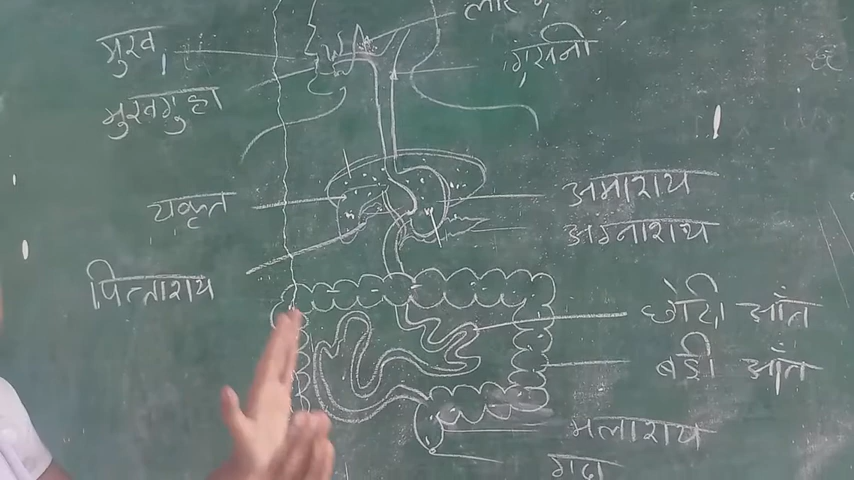 मुख
ग्रसनी
मुखगुहा
यकृत
अमाशय
अग्नाशय
पित्ताशय
छोटी आँत
बड़ी आँत
मलाशय
गुदा